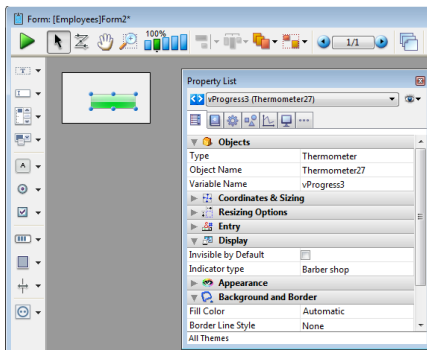 Form: [Employees]Form2*
100%
1/1
Property List
vProgress3 (Thermometer27)
Objects
Type Thermometer
Object Name Thermometer27
Variable Name vProgress3
Coordinates & Sizing
Resizing Options
Entry
Display
Invisible by Default
Indicator type Barber shop
Appearance
Background and Border
Fill Color Automatic
Border Line Style None
All Themes